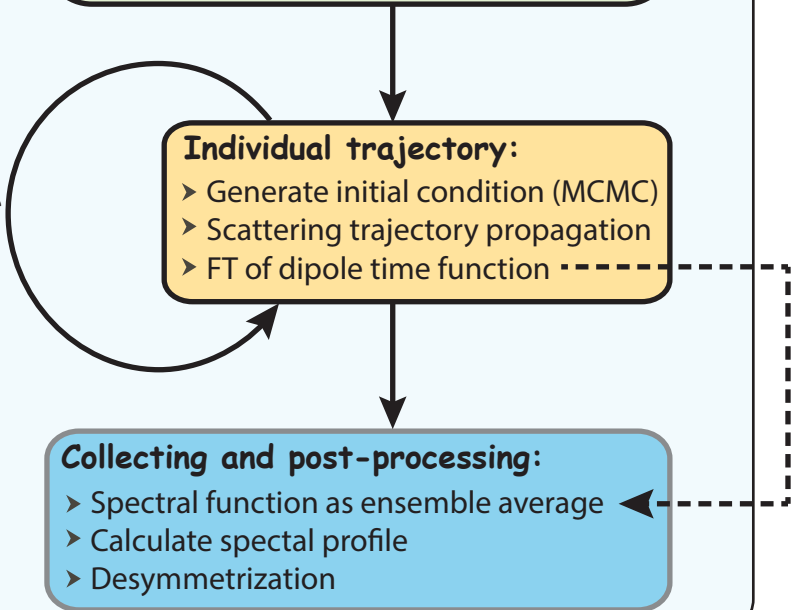 Individual trajectory:
➤ Generate initial condition (MCMC)
➤ Scattering trajectory propagation
➤ FT of dipole time function
Collecting and post-processing:
➤ Spectral function as ensemble average
➤ Calculate spectal profile
➤ Desymmetrization